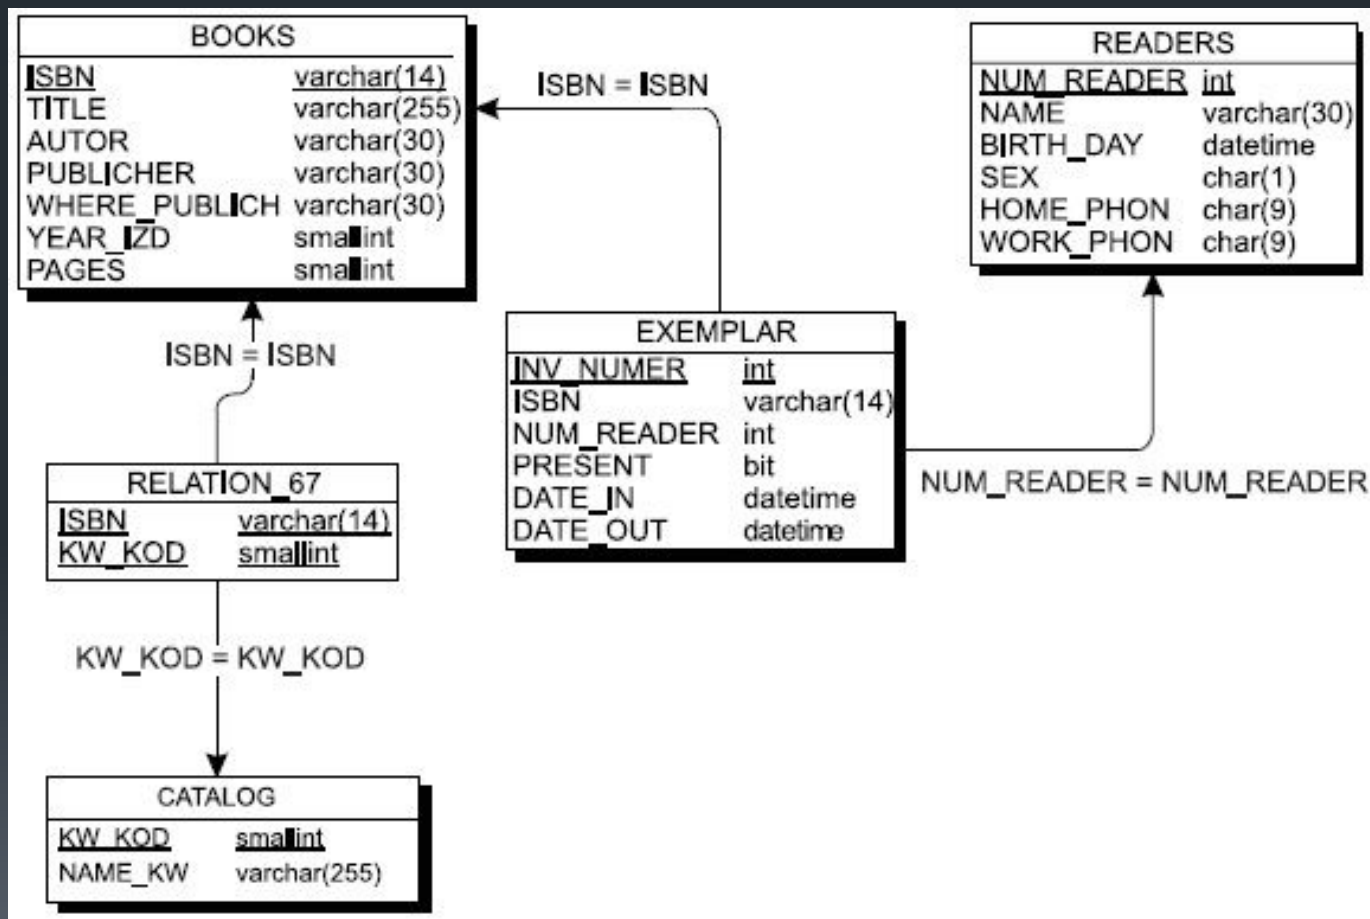 BOOKS
ISBN varchar(14)
TITLE varchar(255)
AUTOR varchar(30)
PUBLICHER varchar(30)
WHERE_PUBLICH varchar(30)
YEAR_IZD smallint
PAGES smallint
ISBN = ISBN
READERS
NUM_READER int
NAME varchar(30)
BIRTH_DAY datetime
SEX char(1)
HOME_PHON char(9)
WORK_PHON char(9)
ISBN = ISBN
EXEMPLAR
INV_NUMER int
ISBN varchar(14)
NUM_READER int
PRESENT bit
DATE_IN datetime
DATE_OUT datetime
NUM_READER = NUM_READER
RELATION_67
ISBN varchar(14)
KW_KOD smallint
KW_KOD = KW_KOD
CATALOG
KW_KOD smallint
NAME_KW varchar(255)